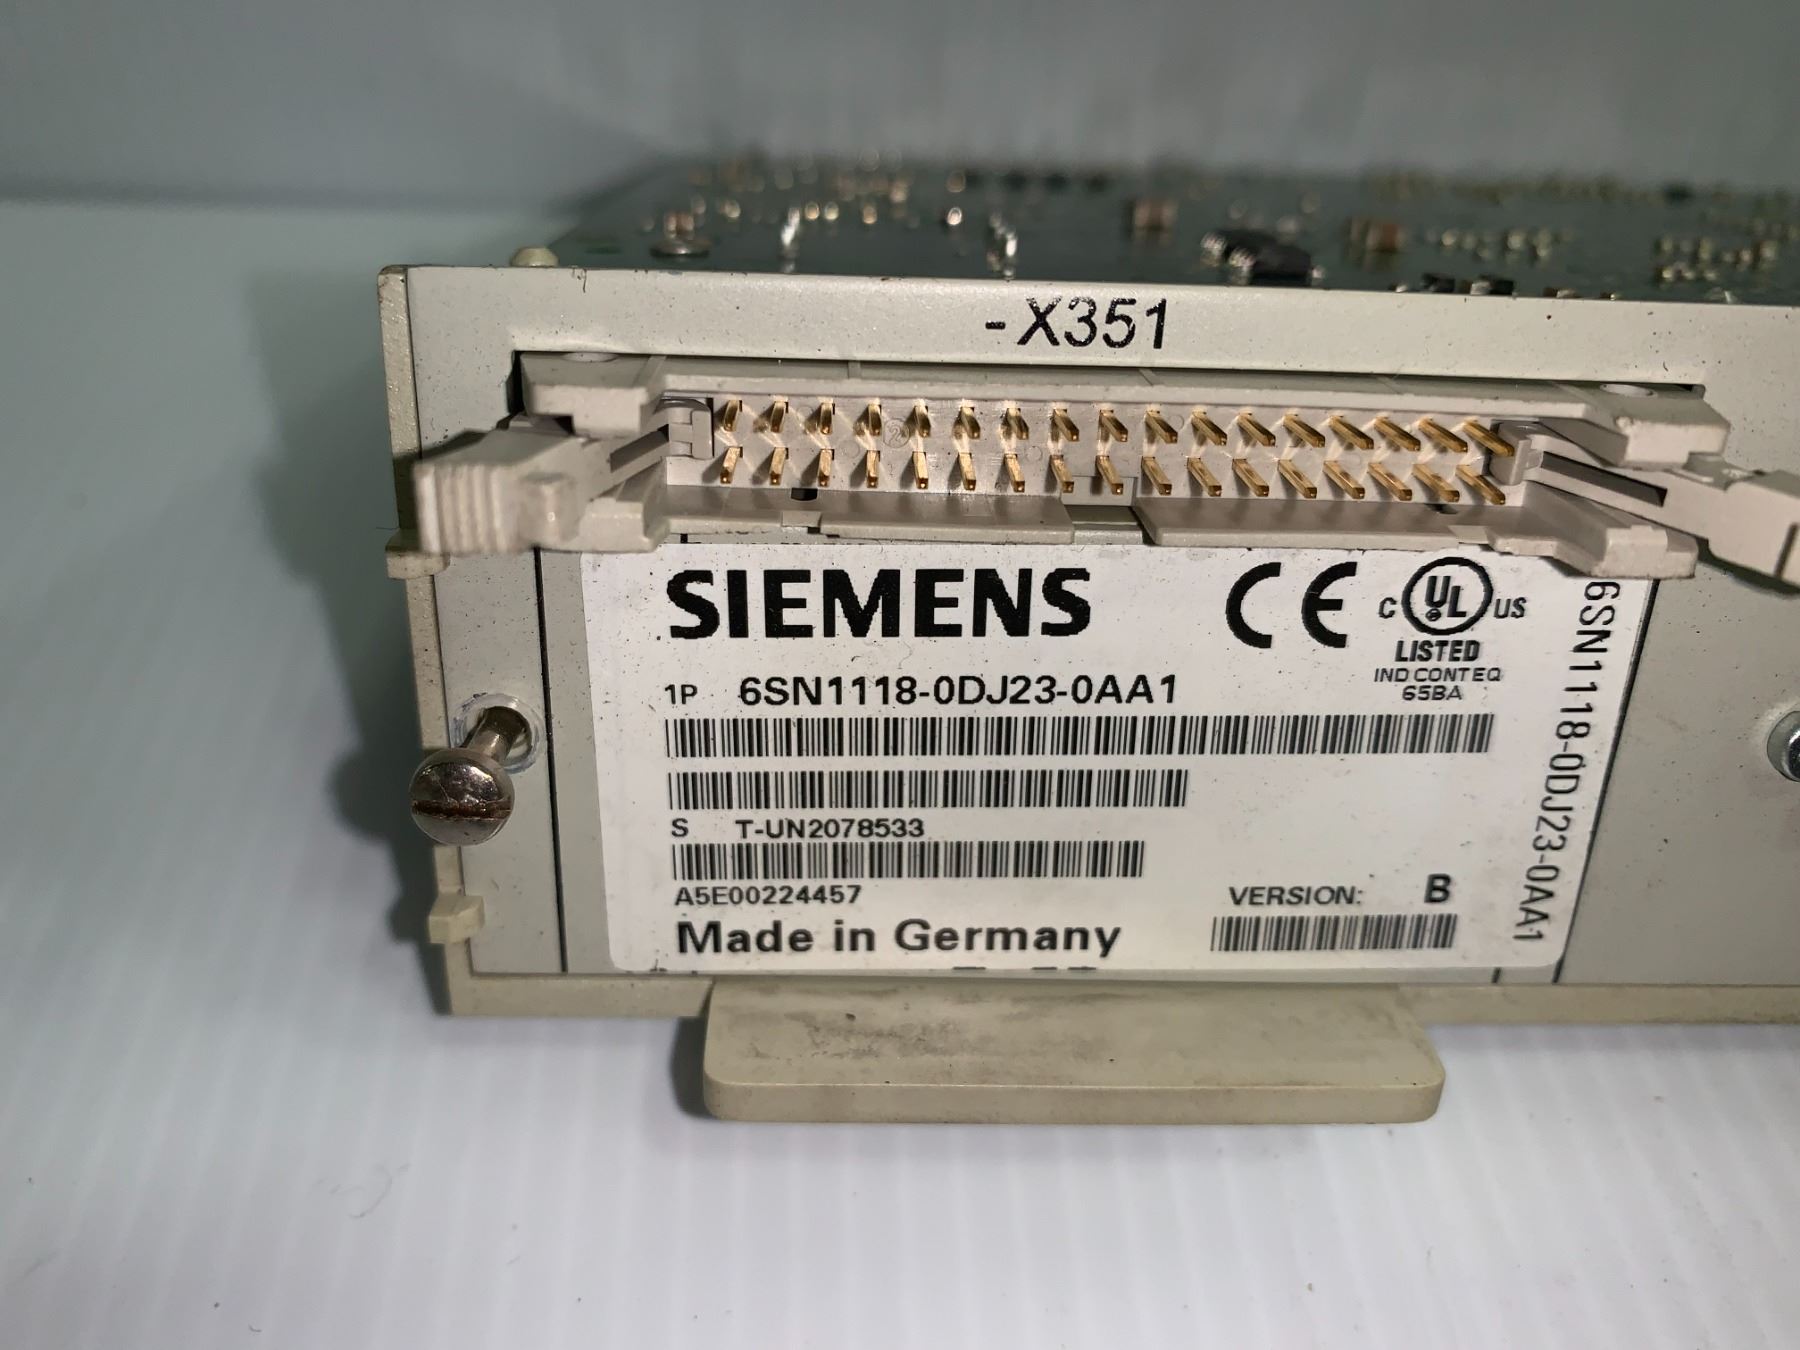 -X351
SIEMENS
CE
C UL US
LISTED
IND CONT EQ
65BA
1P 6SN1118-0DJ23-0AA1
S T-UN2078533
A5E00224457
VERSION: B
Made in Germany
6SN1118-0DJ23-0AA1